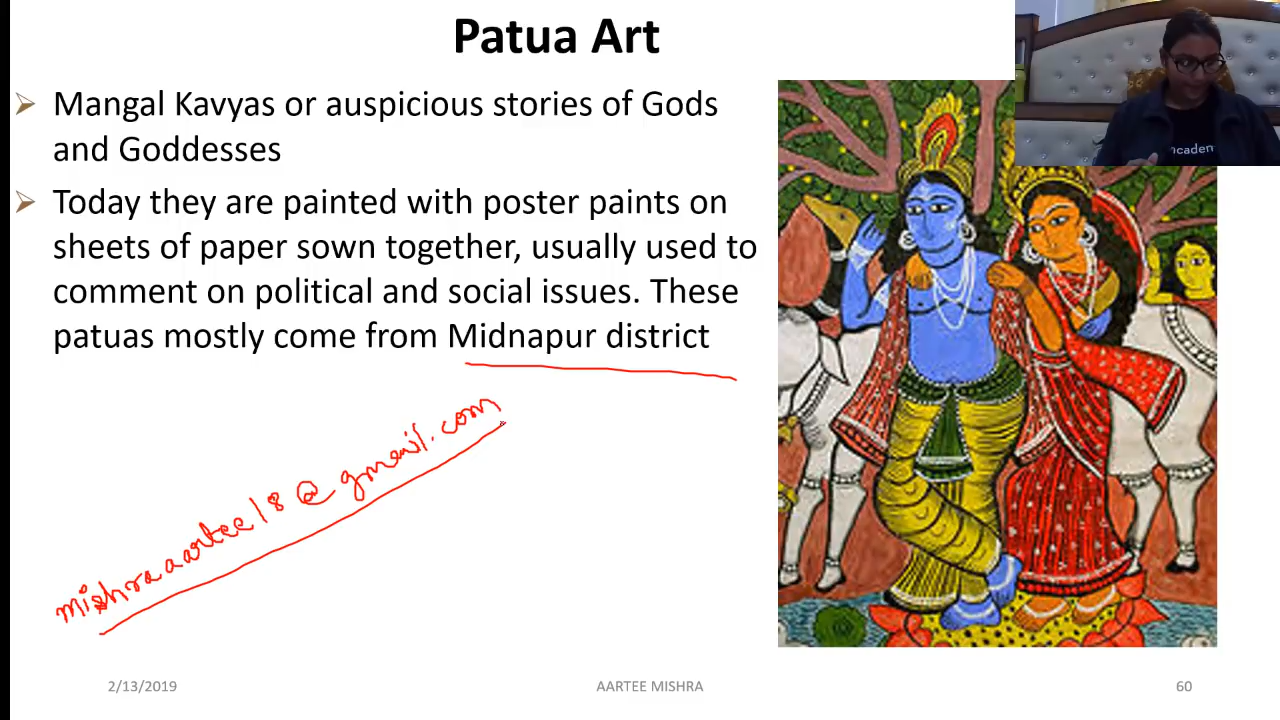 Patua Art
➢ Mangal Kavyas or auspicious stories of Gods
and Goddesses
➢ Today they are painted with poster paints on
sheets of paper sown together, usually used to
comment on political and social issues. These
patuas mostly come from Midnapur district
mishraaartee18@gmail.com
2/13/2019
AARTEE MISHRA
60